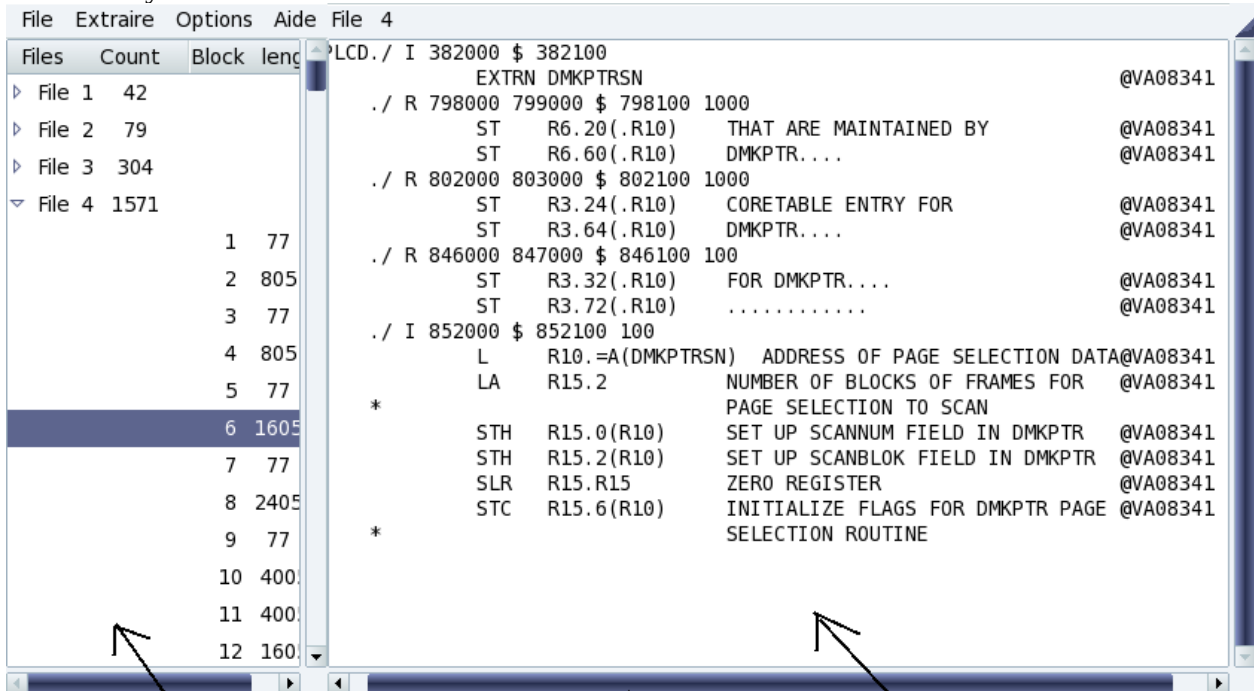 File Extraire Options Aide File 4
Files Count Block leng
File 1 42
File 2 79
File 3 304
File 4 1571
1 77
2 805
3 77
4 805
5 77
6 1605
7 77
8 2405
9 77
10 400
11 400
12 160
PLCD./ I 382000 $ 382100
EXTRN DMKPTRSN @VA08341
./ R 798000 799000 $ 798100 1000
ST R6.20(.R10) THAT ARE MAINTAINED BY @VA08341
ST R6.60(.R10) DMKPTR.... @VA08341
./ R 802000 803000 $ 802100 1000
ST R3.24(.R10) CORETABLE ENTRY FOR @VA08341
ST R3.64(.R10) DMKPTR.... @VA08341
./ R 846000 847000 $ 846100 100
ST R3.32(.R10) FOR DMKPTR.... @VA08341
ST R3.72(.R10) ............ @VA08341
./ I 852000 $ 852100 100
L R10.=A(DMKPTRSN) ADDRESS OF PAGE SELECTION DATA@VA08341
LA R15.2 NUMBER OF BLOCKS OF FRAMES FOR @VA08341
* PAGE SELECTION TO SCAN
STH R15.0(R10) SET UP SCANNUM FIELD IN DMKPTR @VA08341
STH R15.2(R10) SET UP SCANBLOK FIELD IN DMKPTR @VA08341
SLR R15.R15 ZERO REGISTER @VA08341
STC R15.6(R10) INITIALIZE FLAGS FOR DMKPTR PAGE @VA08341
* SELECTION ROUTINE